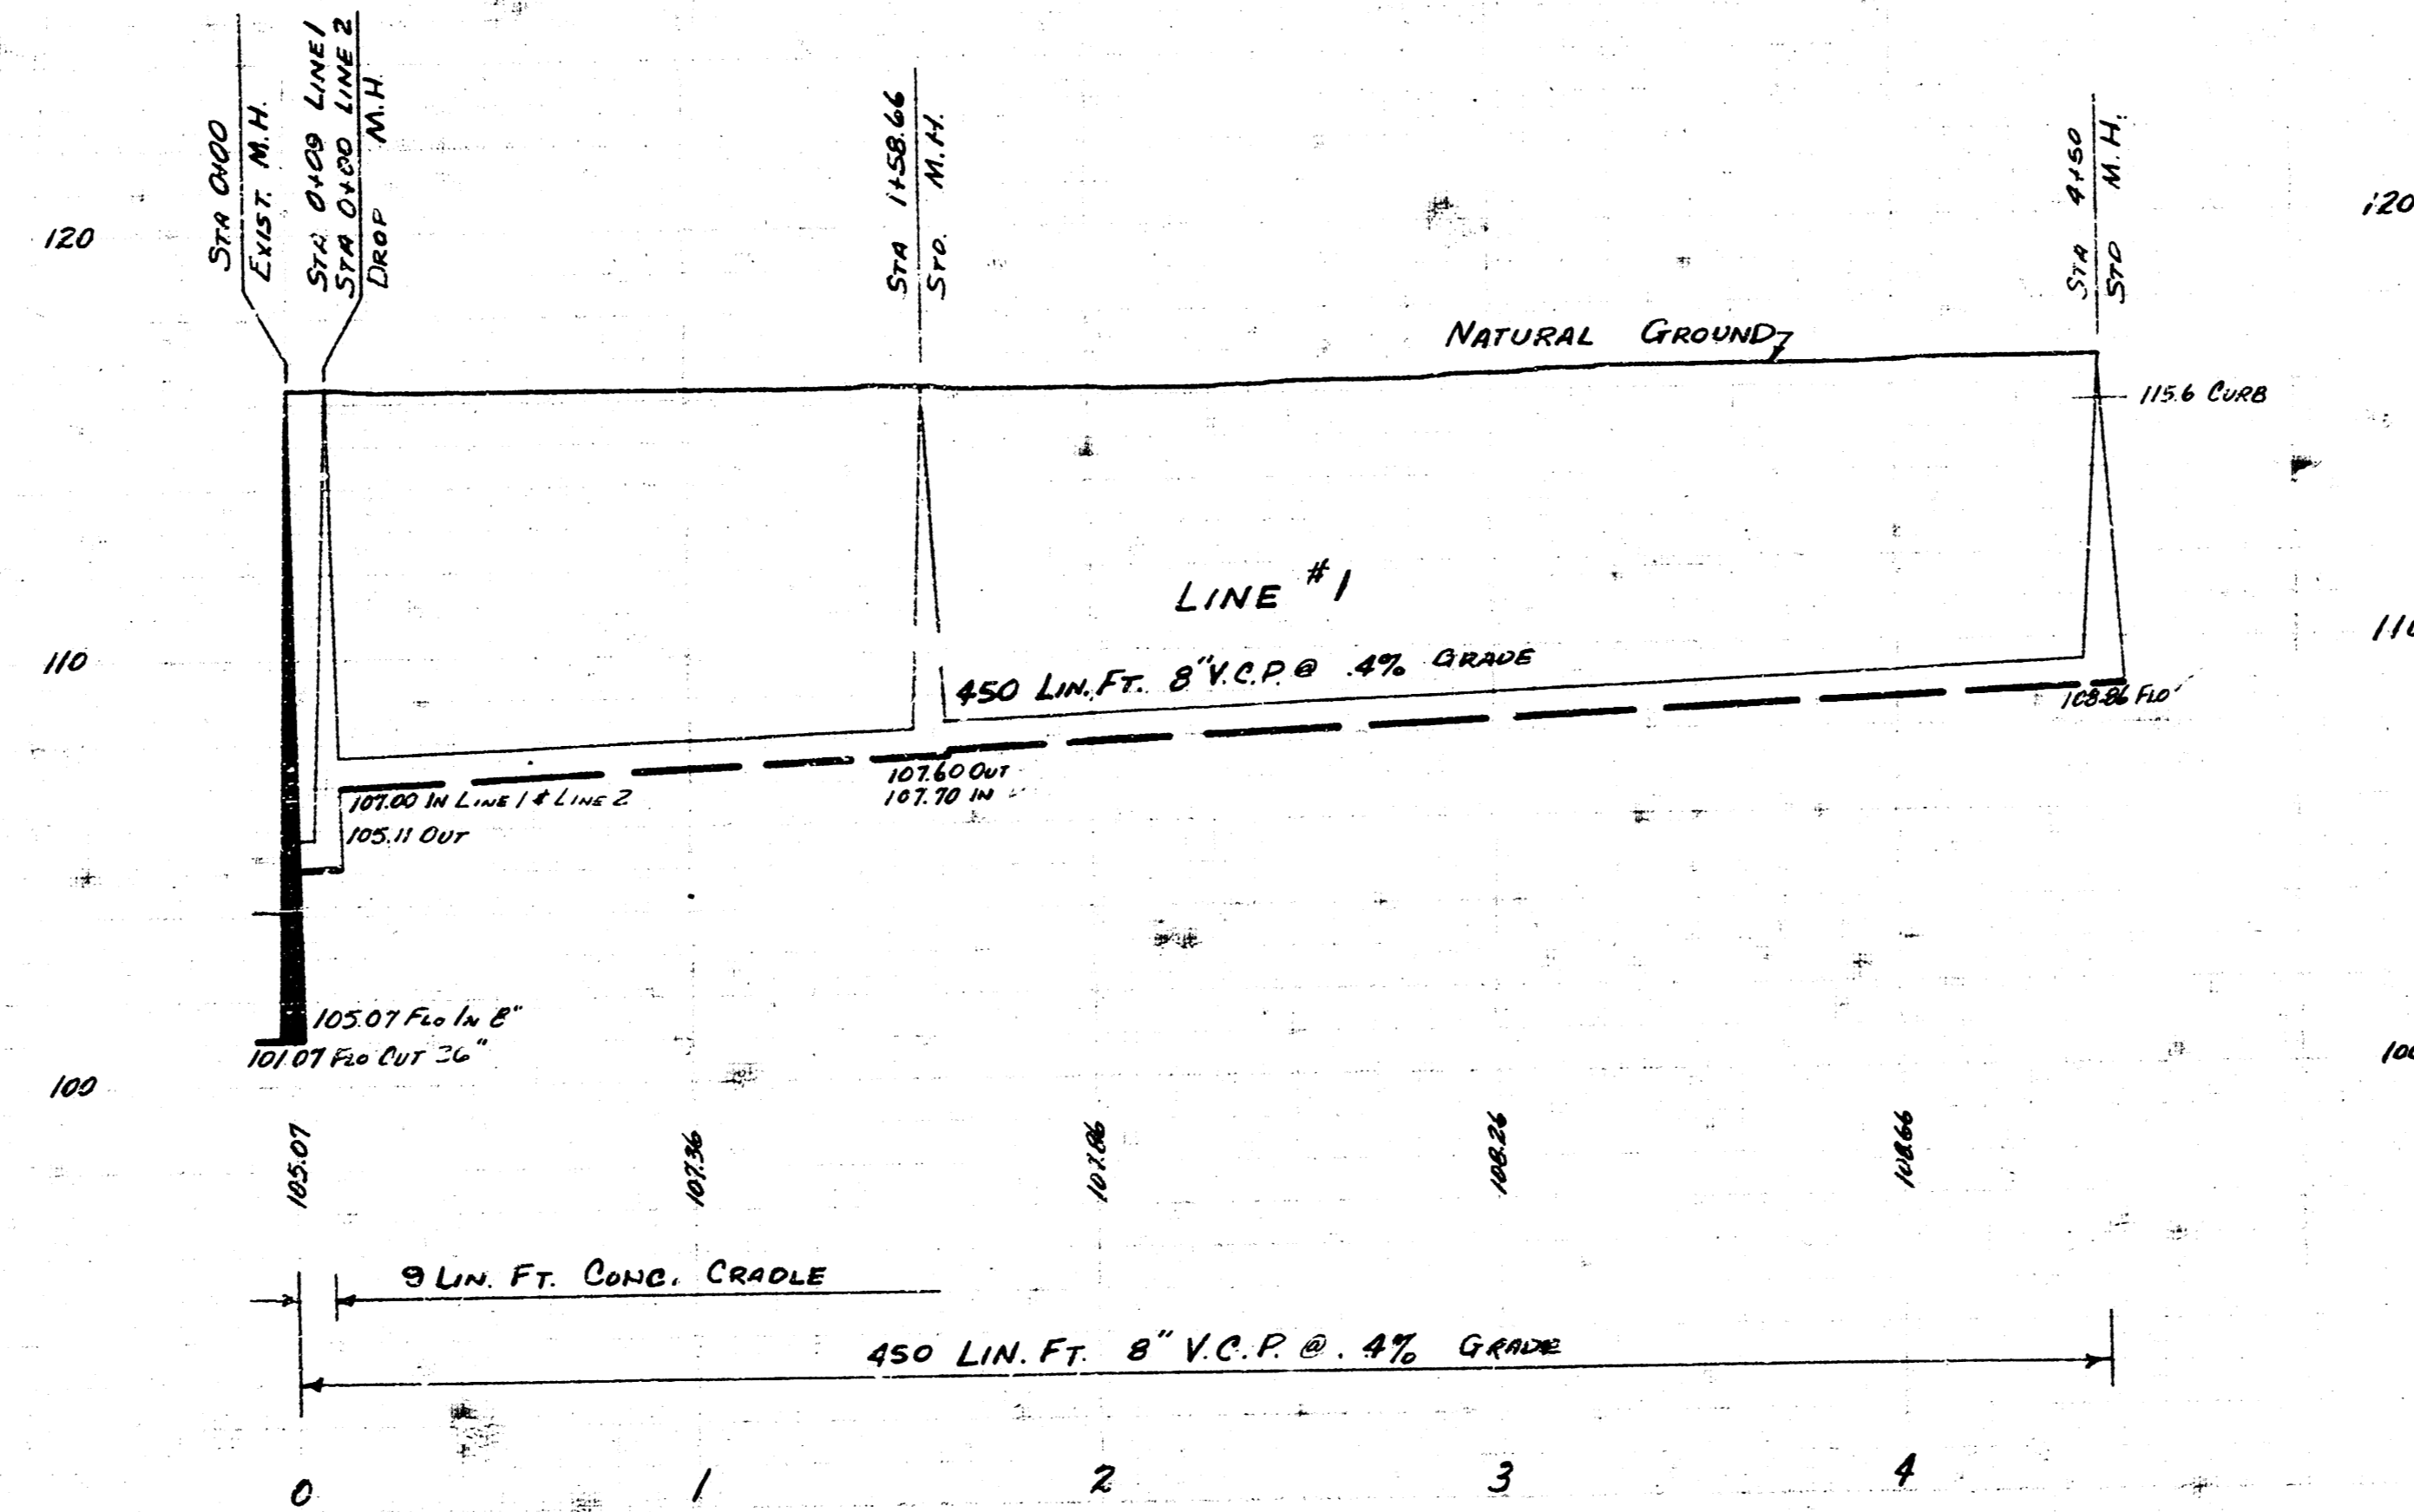 STA 0+00
EXIST. M.H.
STA 0+09 LINE 1
STA 0+00 LINE 2
DROP M.H.
STA 1+58.66
STD. M.H.
STA 4+50
STD M.H.
120
120
NATURAL GROUND
115.6 CURB
LINE #1
110
110
450 LIN. FT. 8" V.C.P. @ .4% GRADE
108.86 FLO
107.60 OUT
107.70 IN
107.00 IN LINE 1 & LINE 2
105.11 OUT
105.07 FLO IN 8"
101.07 FLO OUT 36"
100
100
105.07
107.36
107.86
108.26
108.66
9 LIN. FT. CONC. CRADLE
450 LIN. FT. 8" V.C.P. @ .4% GRADE
0 1 2 3 4